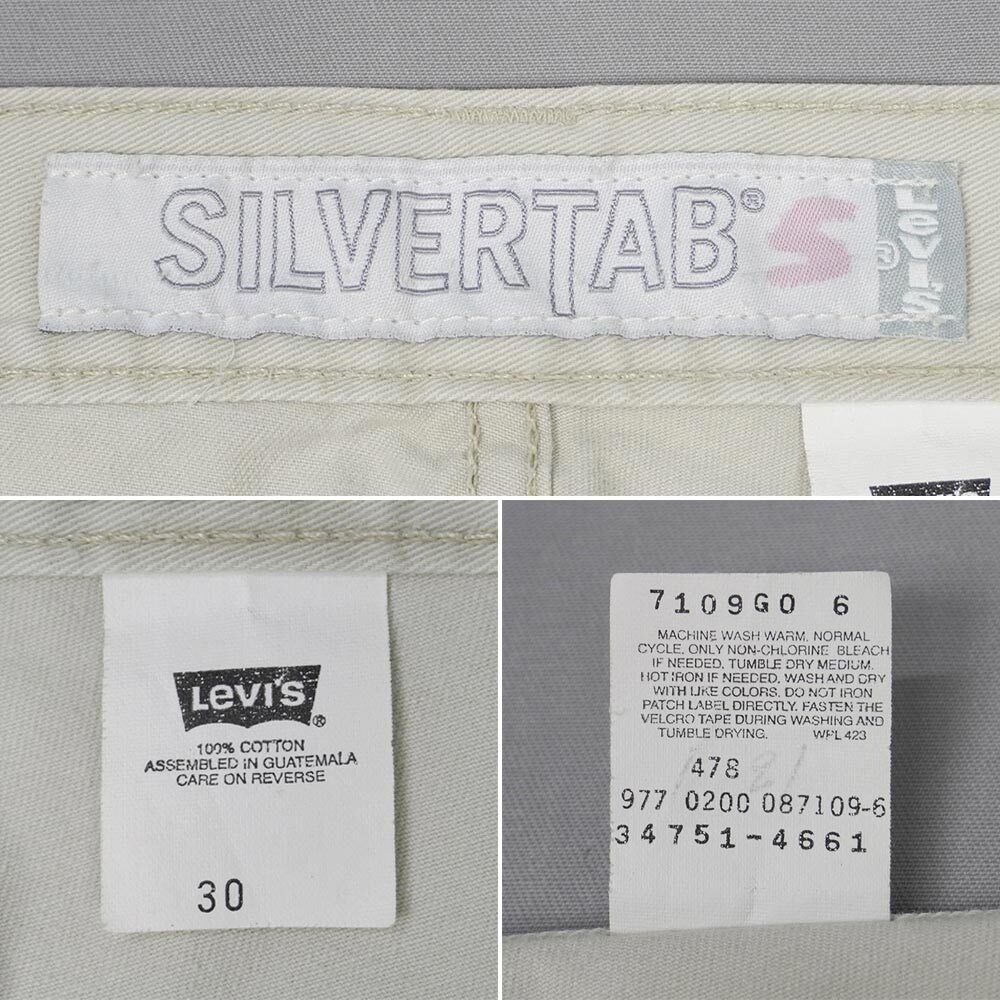 SILVERTAB® S Levi's ®
LEVI'S ®
100% COTTON
ASSEMBLED IN GUATEMALA
CARE ON REVERSE
30
7109G0 6
MACHINE WASH WARM, NORMAL
CYCLE. ONLY NON-CHLORINE BLEACH
IF NEEDED. TUMBLE DRY MEDIUM.
HOT IRON IF NEEDED. WASH AND DRY
WITH LIKE COLORS. DO NOT IRON
PATCH LABEL DIRECTLY. FASTEN THE
VELCRO TAPE DURING WASHING AND
TUMBLE DRYING. WPL 423
478
977 0200 087109-6
34751-4661